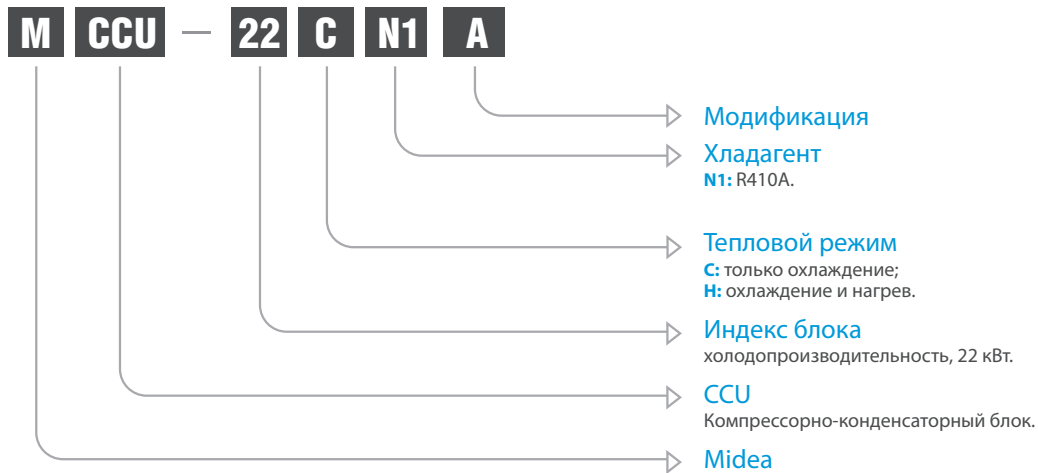 M CCU — 22 C N1 A
Модификация
Хладагент
N1: R410A.
Тепловой режим
C: только охлаждение;
H: охлаждение и нагрев.
Индекс блока
холодопроизводительность, 22 кВт.
CCU
Компрессорно-конденсаторный блок.
Midea